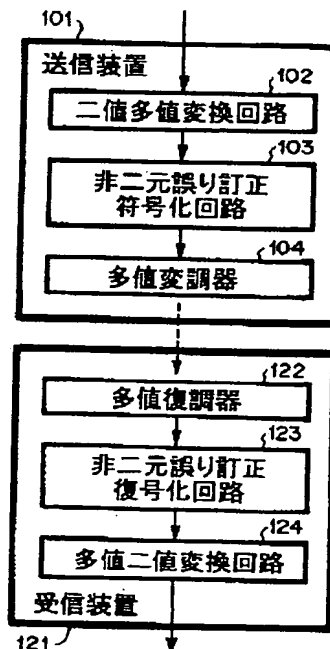 101
送信装置
102
二値多値変換回路
103
非二元誤り訂正
符号化回路
104
多値変調器
122
多値復調器
123
非二元誤り訂正
復号化回路
124
多値二値変換回路
受信装置
121